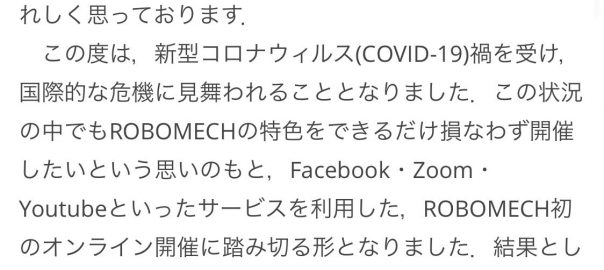 れしく思っております．
　この度は，新型コロナウィルス(COVID-19)禍を受け，
国際的な危機に見舞われることとなりました．この状況
の中でもROBOMECHの特色をできるだけ損なわず開催
したいという思いのもと，Facebook・Zoom・
Youtubeといったサービスを利用した，ROBOMECH初
のオンライン開催に踏み切る形となりました．結果とし